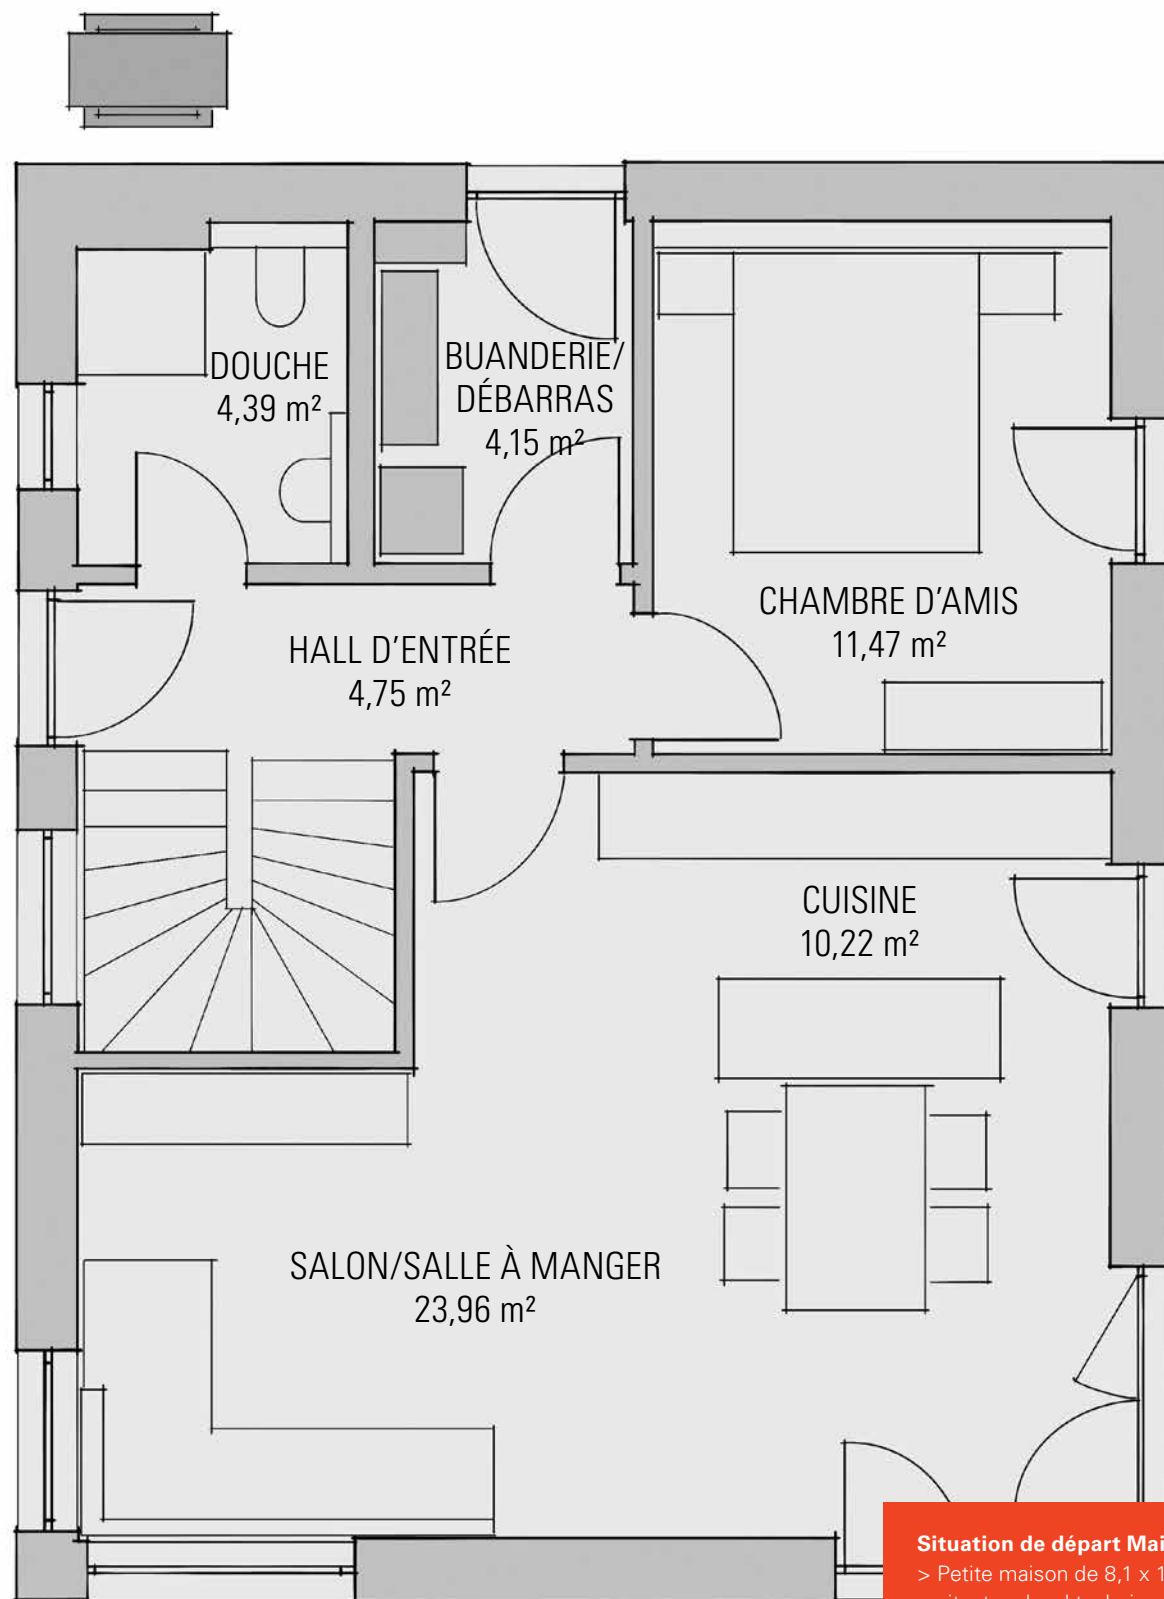 DOUCHE
4,39 m²
BUANDERIE/
DÉBARRAS
4,15 m²
CHAMBRE D'AMIS
11,47 m²
HALL D'ENTRÉE
4,75 m²
CUISINE
10,22 m²
SALON/SALLE À MANGER
23,96 m²
Situation de départ Mai
> Petite maison de 8,1 x 1